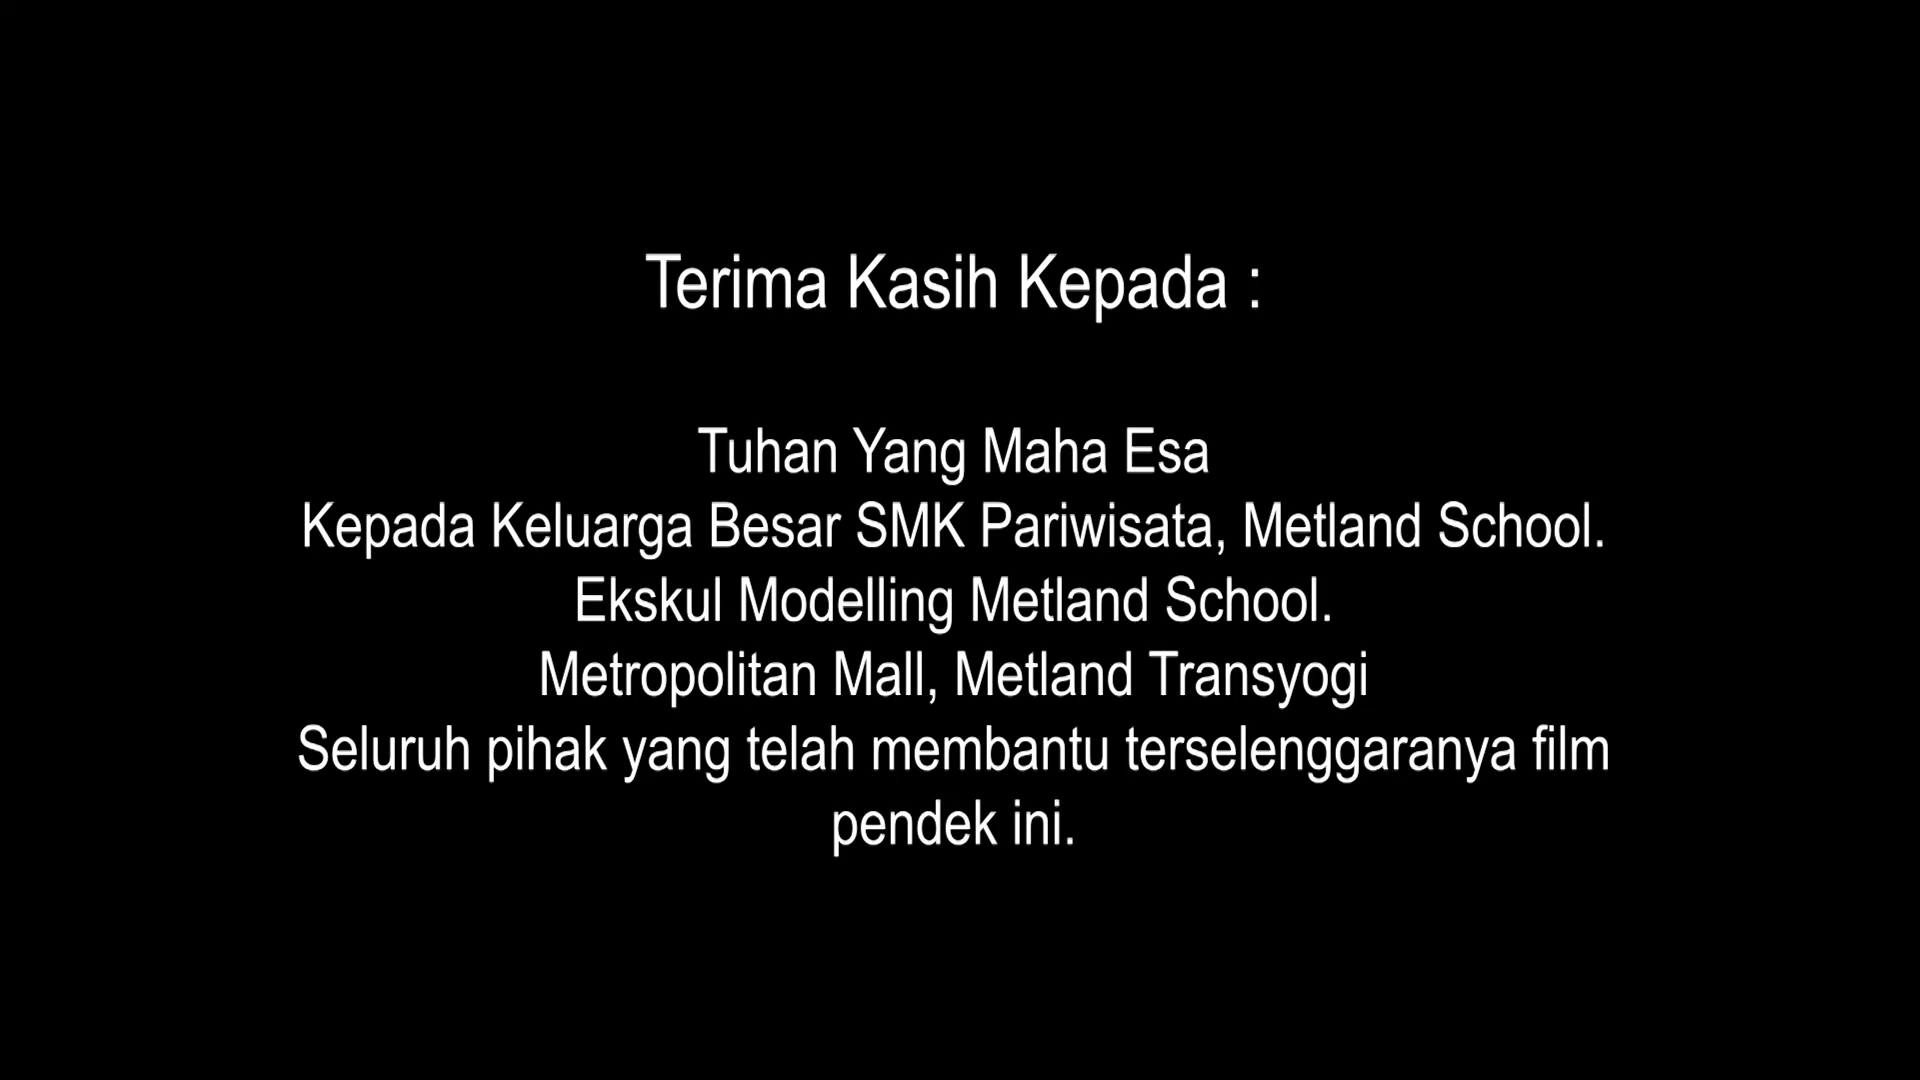 Terima Kasih Kepada :
Tuhan Yang Maha Esa
Kepada Keluarga Besar SMK Pariwisata, Metland School.
Ekskul Modelling Metland School.
Metropolitan Mall, Metland Transyogi
Seluruh pihak yang telah membantu terselenggaranya film
pendek ini.